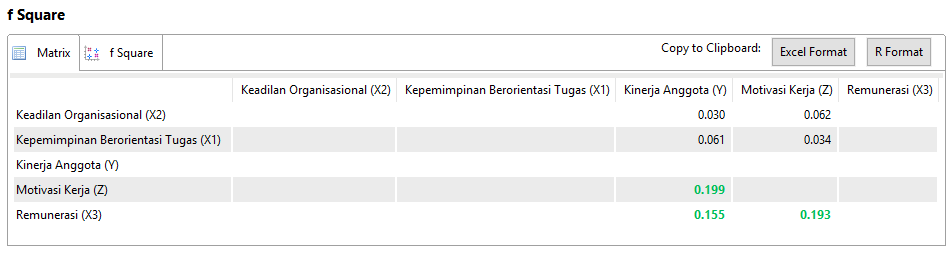 f Square
Matrix f Square Copy to Clipboard: Excel Format R Format
Keadilan Organisasional (X2) Kepemimpinan Berorientasi Tugas (X1) Kinerja Anggota (Y) Motivasi Kerja (Z) Remunerasi (X3)
Keadilan Organisasional (X2) 0.030 0.062
Kepemimpinan Berorientasi Tugas (X1) 0.061 0.034
Kinerja Anggota (Y)
Motivasi Kerja (Z) 0.199
Remunerasi (X3) 0.155 0.193